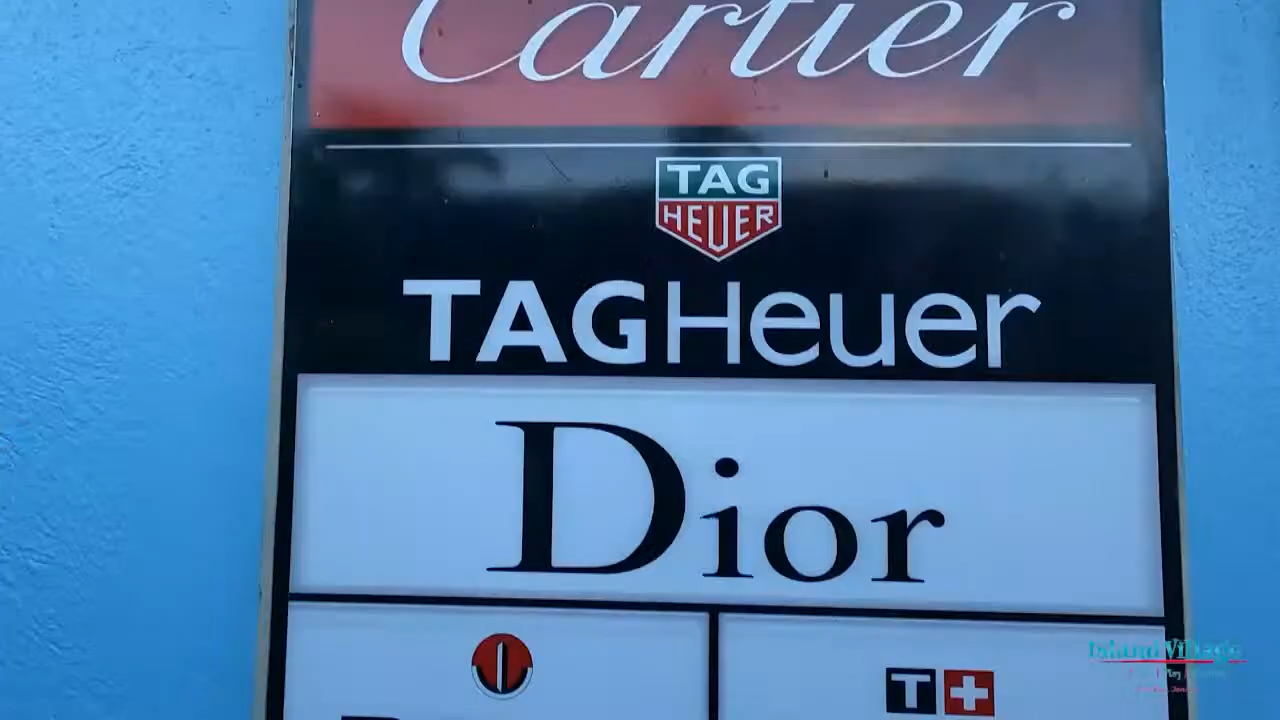 Cartier
TAG
HEUER
TAGHeuer
Dior
T+
Island Village